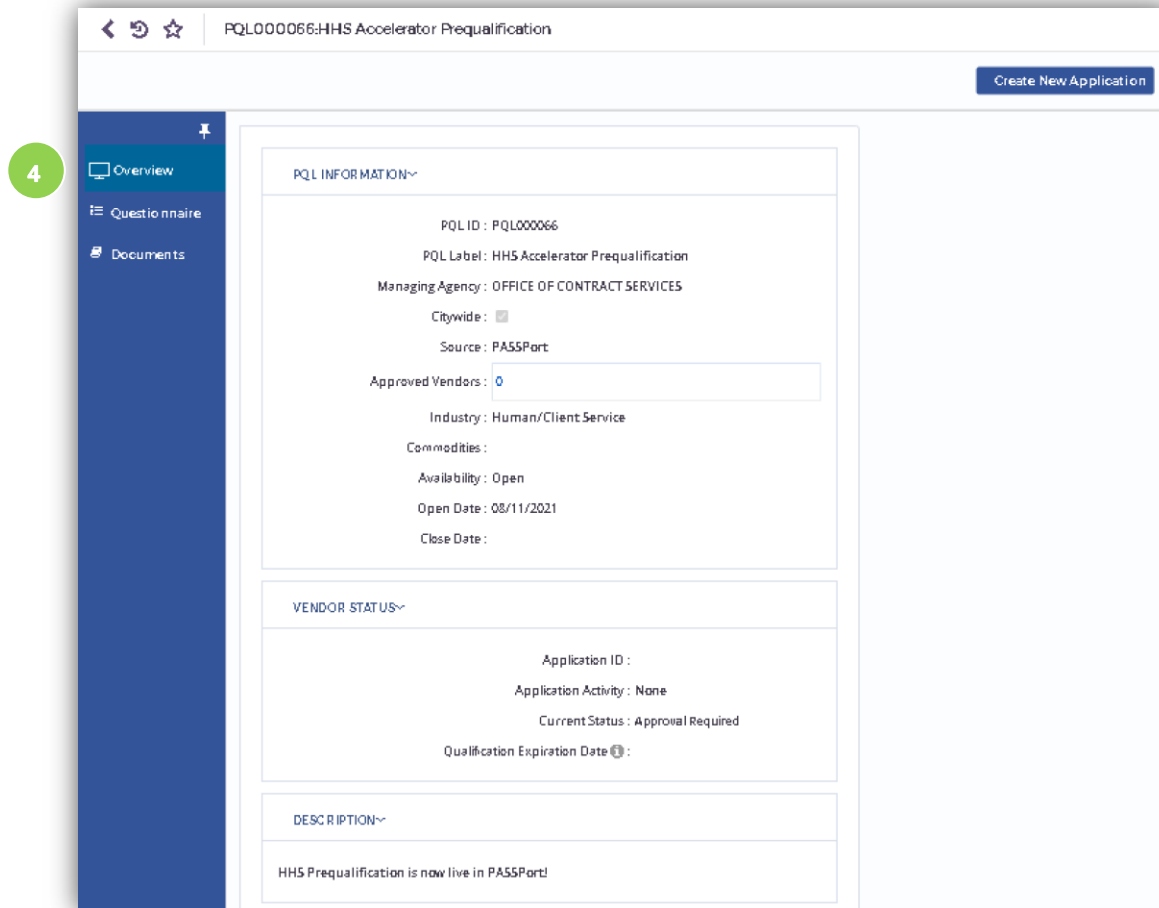 PQL000066:HHS Accelerator Prequalification
Create New Application
4
Overview
Questionnaire
Documents
PQL INFORMATION
PQL ID : PQL000066
PQL Label : HHS Accelerator Prequalification
Managing Agency : OFFICE OF CONTRACT SERVICES
Citywide :
Source : PASSPort
Approved Vendors : 0
Industry : Human/Client Service
Commodities :
Availability : Open
Open Date : 08/11/2021
Close Date :
VENDOR STATUS
Application ID :
Application Activity : None
Current Status : Approval Required
Qualification Expiration Date i :
DESCRIPTION
HHS Prequalification is now live in PASSPort!